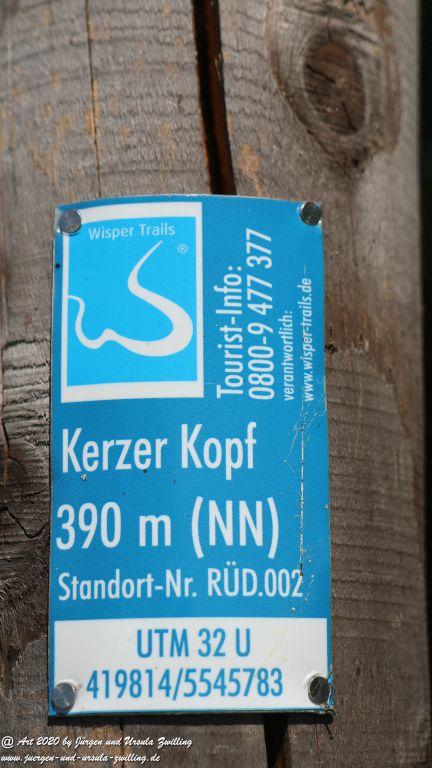 Wisper Trails
®
Tourist-Info:
0800-9 477 377
verantwortlich:
www.wisper-trails.de
Kerzer Kopf
390 m (NN)
Standort-Nr. RÜD.002
UTM 32 U
419814/5545783
@ Art 2020 by Jürgen und Ursula Zwilling
www.juergen-und-ursula-zwilling.de